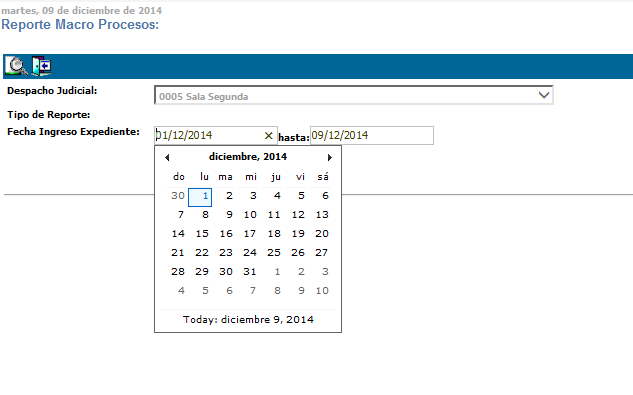 martes, 09 de diciembre de 2014
Reporte Macro Procesos:
Despacho Judicial: 0005 Sala Segunda
Tipo de Reporte:
Fecha Ingreso Expediente: 01/12/2014 hasta: 09/12/2014
diciembre, 2014
do lu ma mi ju vi sá
30 1 2 3 4 5 6
7 8 9 10 11 12 13
14 15 16 17 18 19 20
21 22 23 24 25 26 27
28 29 30 31 1 2 3
4 5 6 7 8 9 10
Today: diciembre 9, 2014